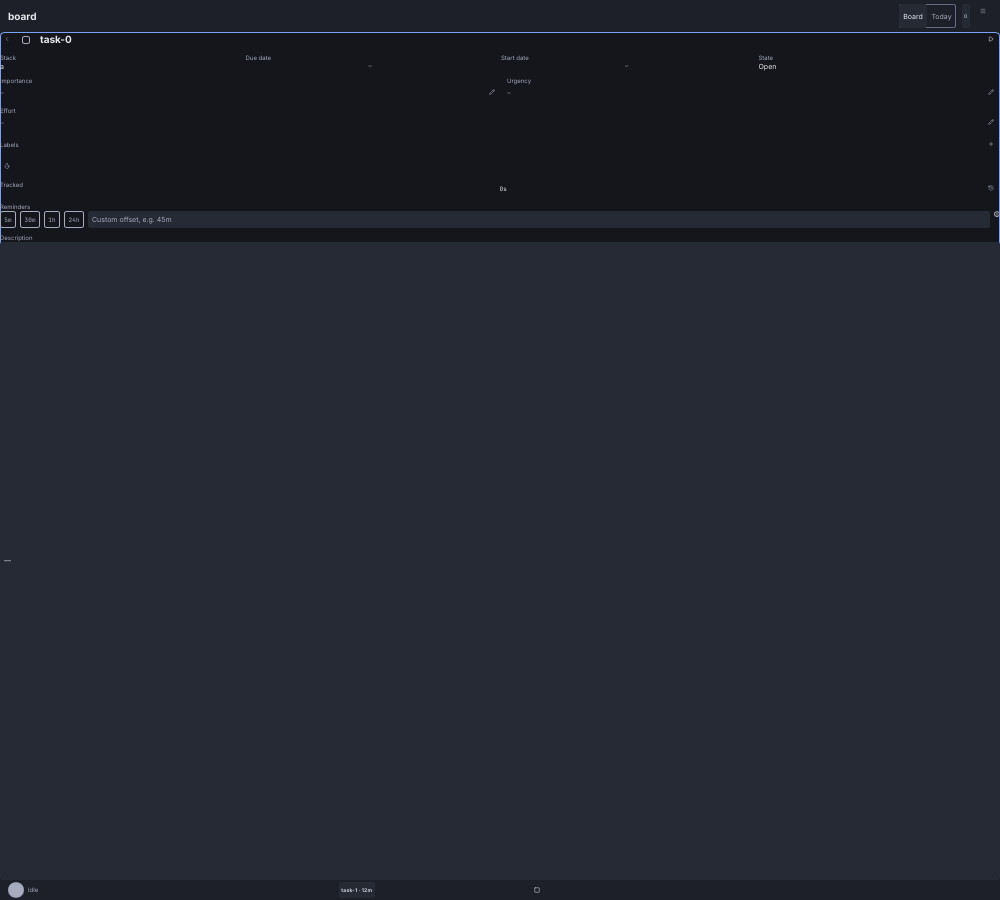 board
Board Today 0
task-0
Stack Due date Start date State
a – – Open
Importance Urgency
– –
Effort
–
Labels
Tracked
0s
Reminders
5m 30m 1h 24h Custom offset, e.g. 45m
Description
—
Idle task-1 · 12m